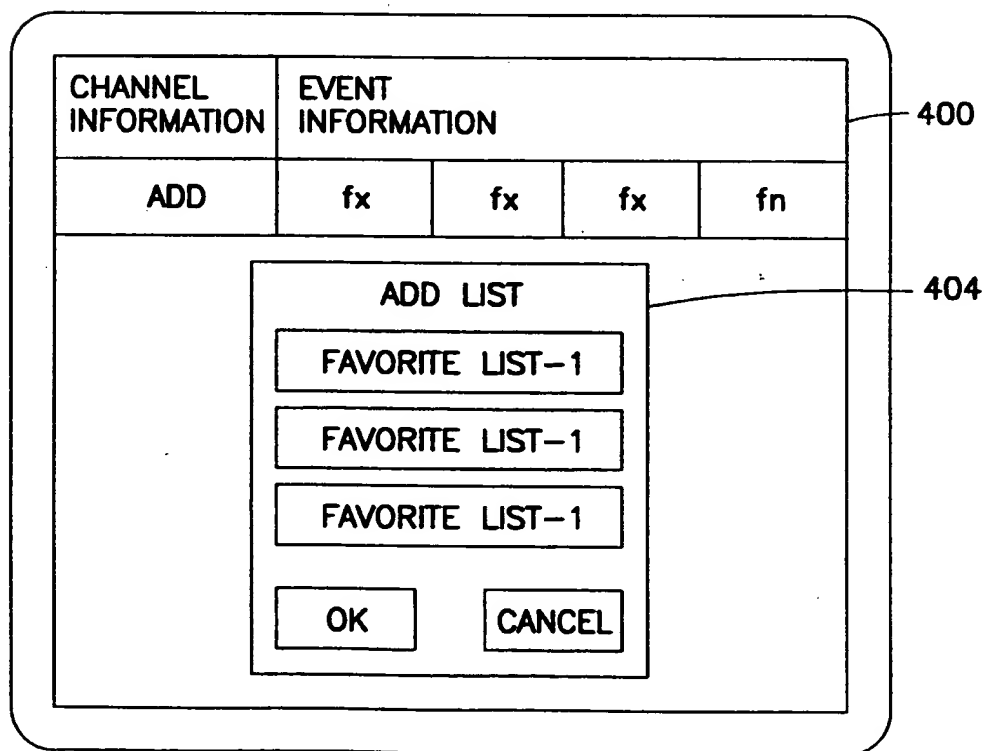 CHANNEL INFORMATION
EVENT INFORMATION
400
ADD fx fx fx fn
ADD LIST
404
FAVORITE LIST-1
FAVORITE LIST-1
FAVORITE LIST-1
OK CANCEL